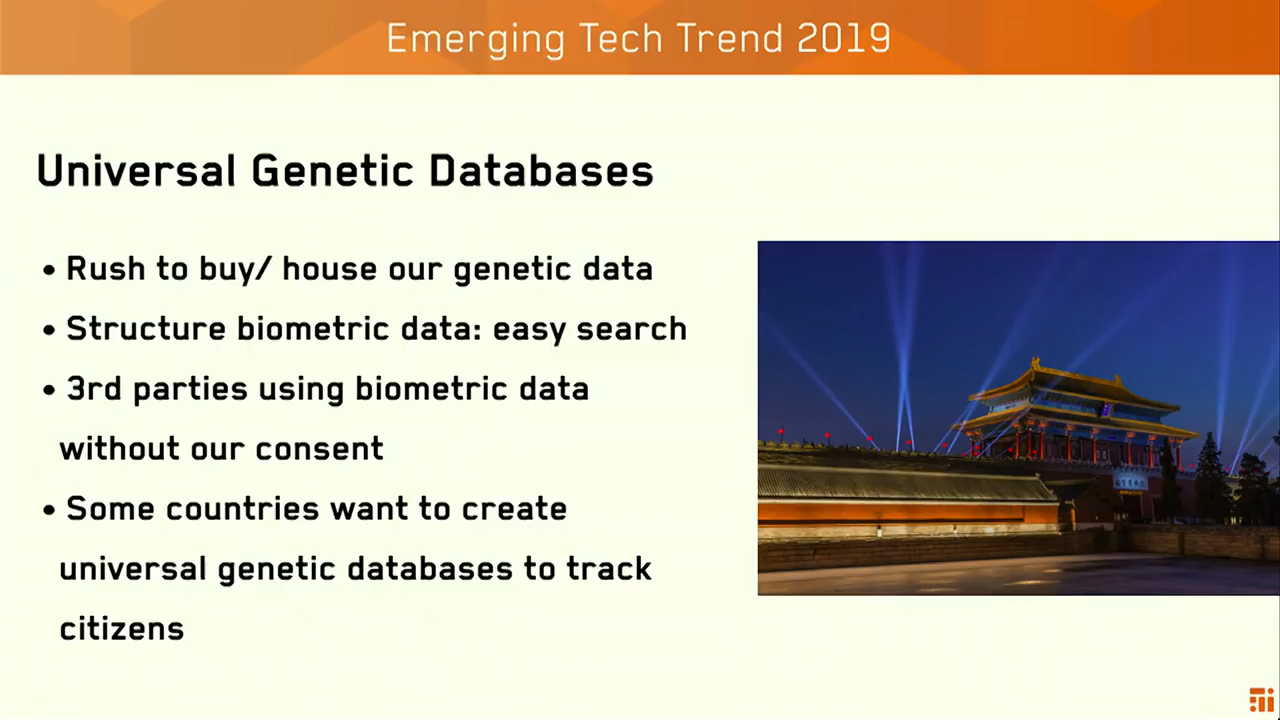 Emerging Tech Trend 2019
Universal Genetic Databases
• Rush to buy/ house our genetic data
• Structure biometric data: easy search
• 3rd parties using biometric data
without our consent
• Some countries want to create
universal genetic databases to track
citizens